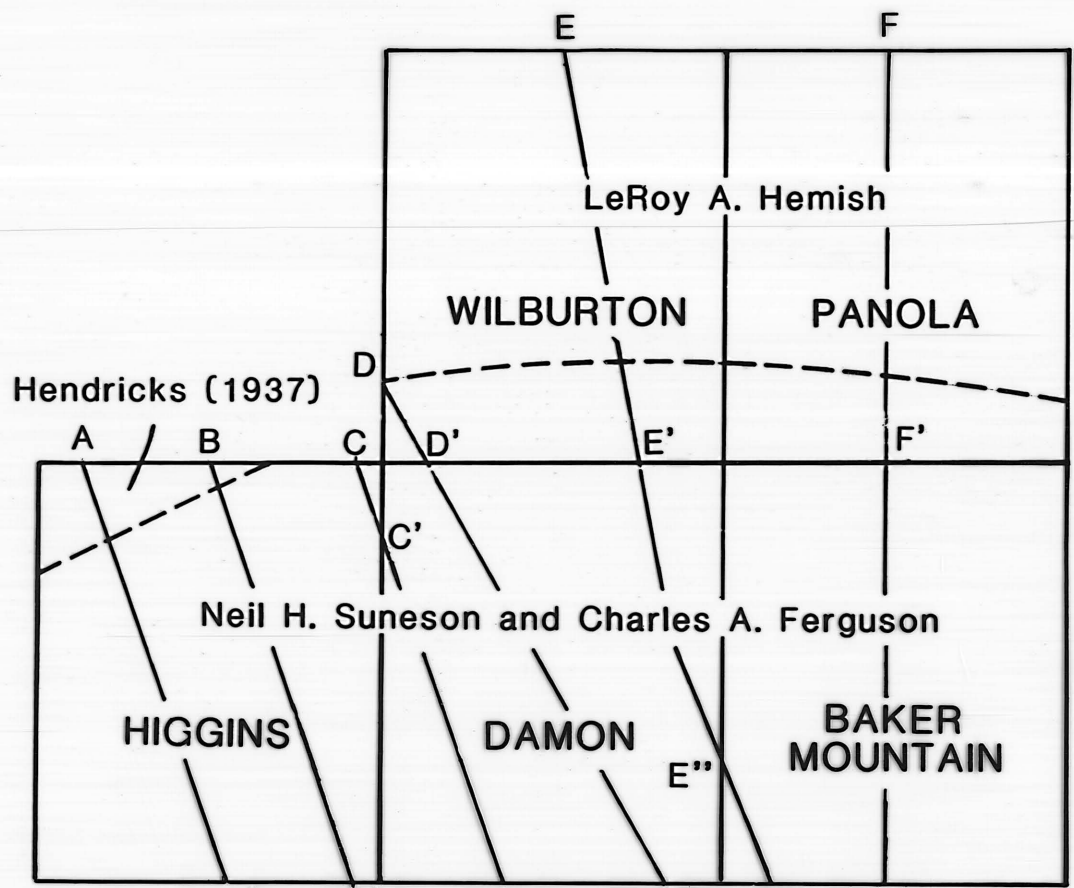 E
F
LeRoy A. Hemish
WILBURTON
PANOLA
D
Hendricks (1937)
A
B
C
D'
E'
F'
C'
Neil H. Suneson and Charles A. Ferguson
HIGGINS
DAMON
BAKER
MOUNTAIN
E"